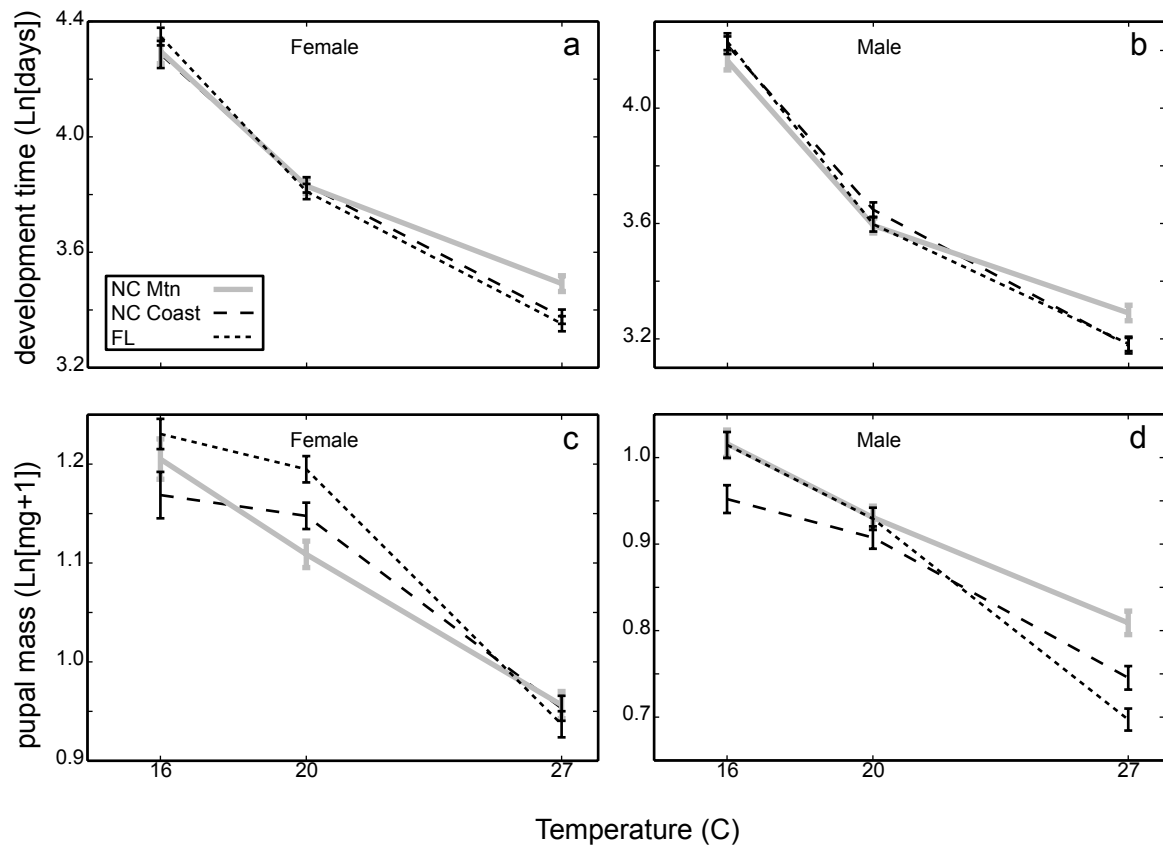 development time (Ln[days])
4.4
4.0
3.6
3.2
Female
a
NC Mtn
NC Coast
FL
4.0
3.6
3.2
Male
b
pupal mass (Ln[mg+1])
1.2
1.1
1.0
0.9
Female
c
16
20
27
1.0
0.9
0.8
0.7
Male
d
16
20
27
Temperature (C)